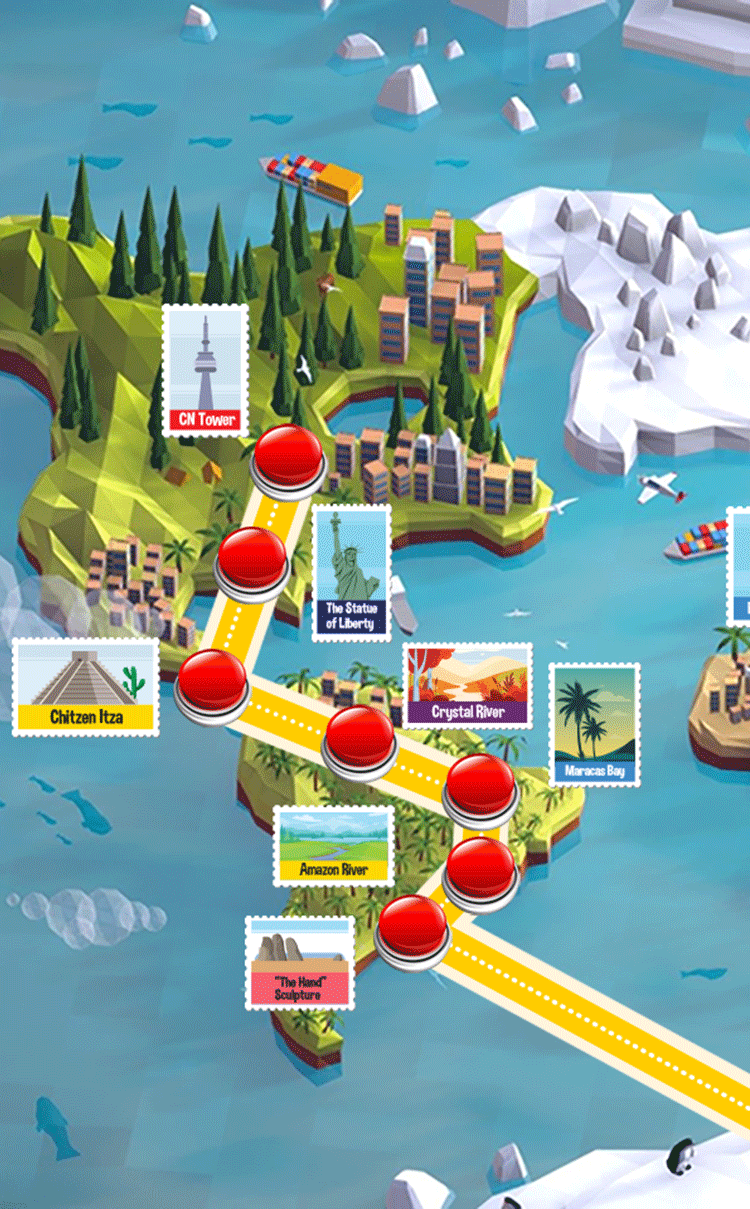 CN Tower
The Statue
of Liberty
Chitzen Itza
Crystal River
Maracas Bay
Amazon River
"The Hand"
Sculpture